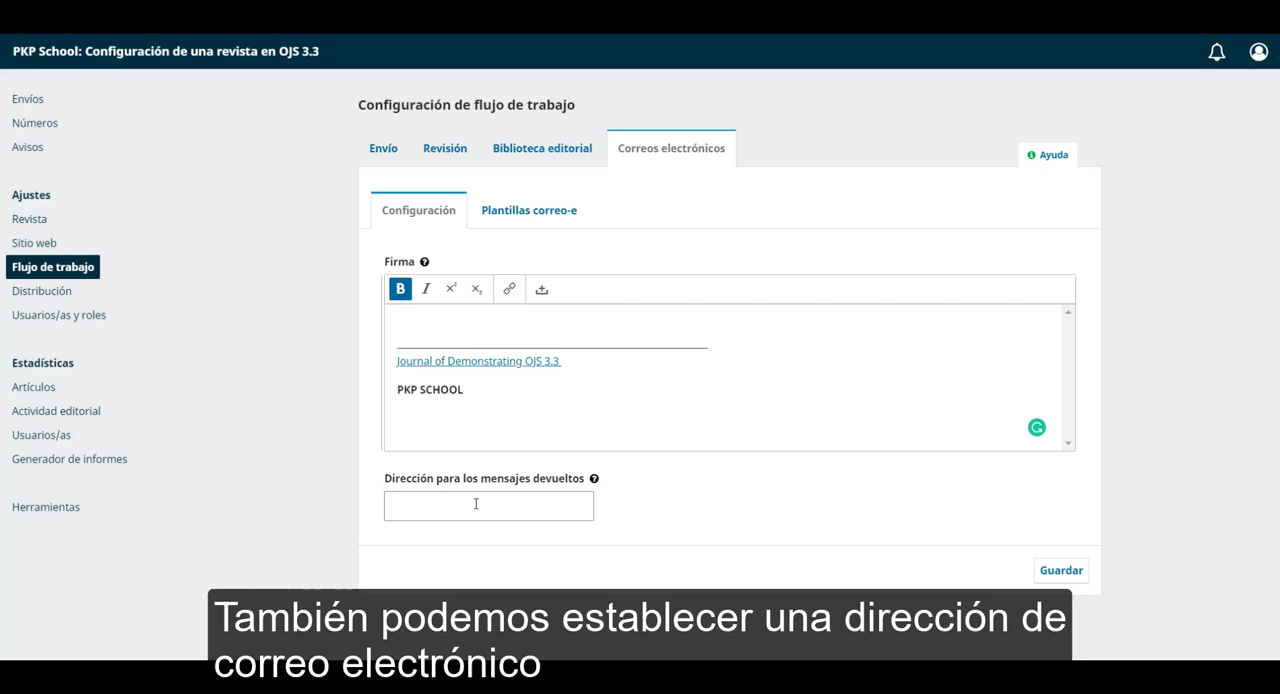 PKP School: Configuración de una revista en OJS 3.3
Envíos
Números
Avisos
Ajustes
Revista
Sitio web
Flujo de trabajo
Distribución
Usuarios/as y roles
Estadísticas
Artículos
Actividad editorial
Usuarios/as
Generador de informes
Herramientas
Configuración de flujo de trabajo
Envío Revisión Biblioteca editorial Correos electrónicos
Ayuda
Configuración Plantillas correo-e
Firma
B I x² x₂
Journal of Demonstrating OJS 3.3
PKP SCHOOL
Dirección para los mensajes devueltos
Guardar
También podemos establecer una dirección de
correo electrónico